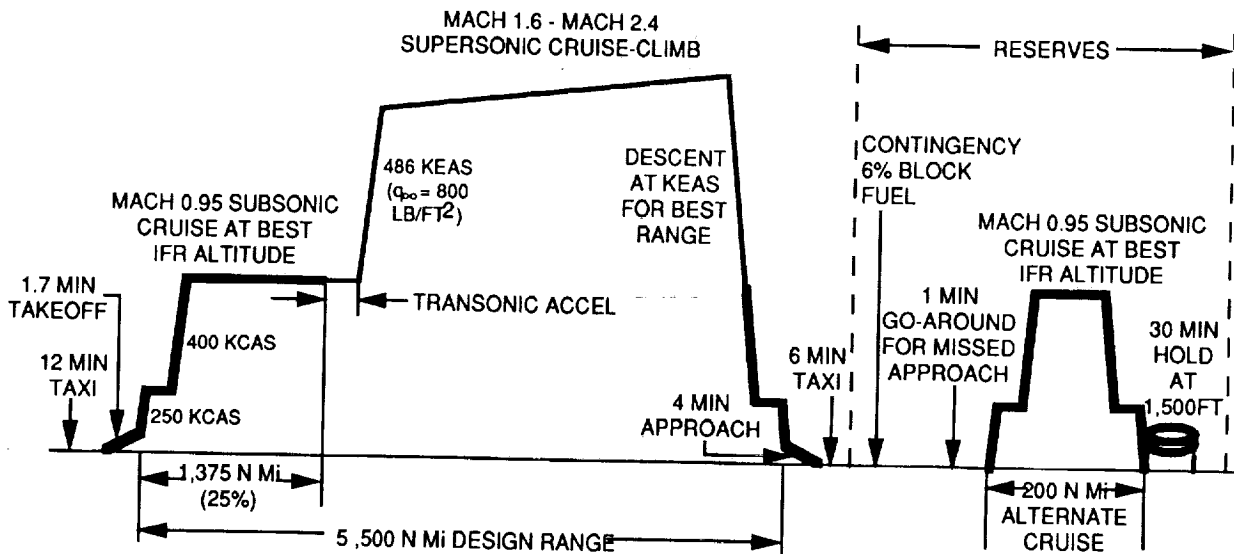 MACH 1.6 - MACH 2.4
SUPERSONIC CRUISE-CLIMB
RESERVES
486 KEAS
(q∞ = 800
LB/FT2)
DESCENT
AT KEAS
FOR BEST
RANGE
CONTINGENCY
6% BLOCK
FUEL
MACH 0.95 SUBSONIC
CRUISE AT BEST
IFR ALTITUDE
MACH 0.95 SUBSONIC
CRUISE AT BEST
IFR ALTITUDE
1.7 MIN
TAKEOFF
TRANSONIC ACCEL
1 MIN
GO-AROUND
FOR MISSED
APPROACH
30 MIN
HOLD
AT
1,500FT
12 MIN
TAXI
400 KCAS
6 MIN
TAXI
250 KCAS
4 MIN
APPROACH
1,375 N Mi
(25%)
200 N Mi
ALTERNATE
CRUISE
5 ,500 N Mi DESIGN RANGE